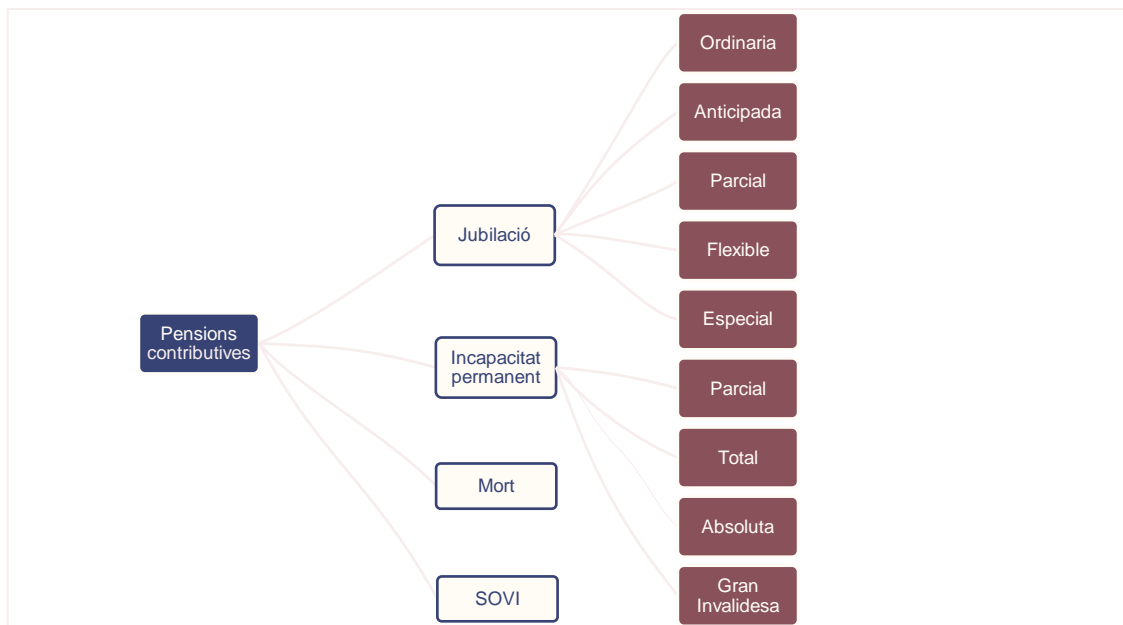 Pensions
contributives
Jubilació
Incapacitat
permanent
Mort
SOVI
Ordinaria
Anticipada
Parcial
Flexible
Especial
Parcial
Total
Absoluta
Gran
Invalidesa